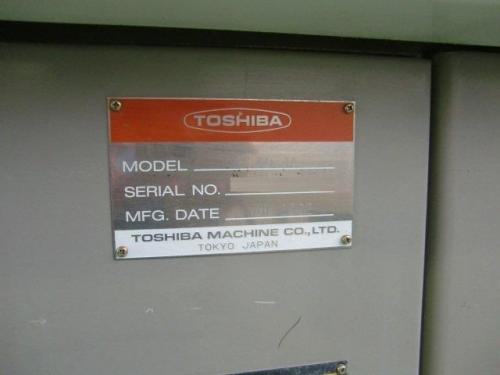 TOSHIBA
MODEL
SERIAL NO.
MFG. DATE
TOSHIBA MACHINE CO., LTD.
TOKYO JAPAN